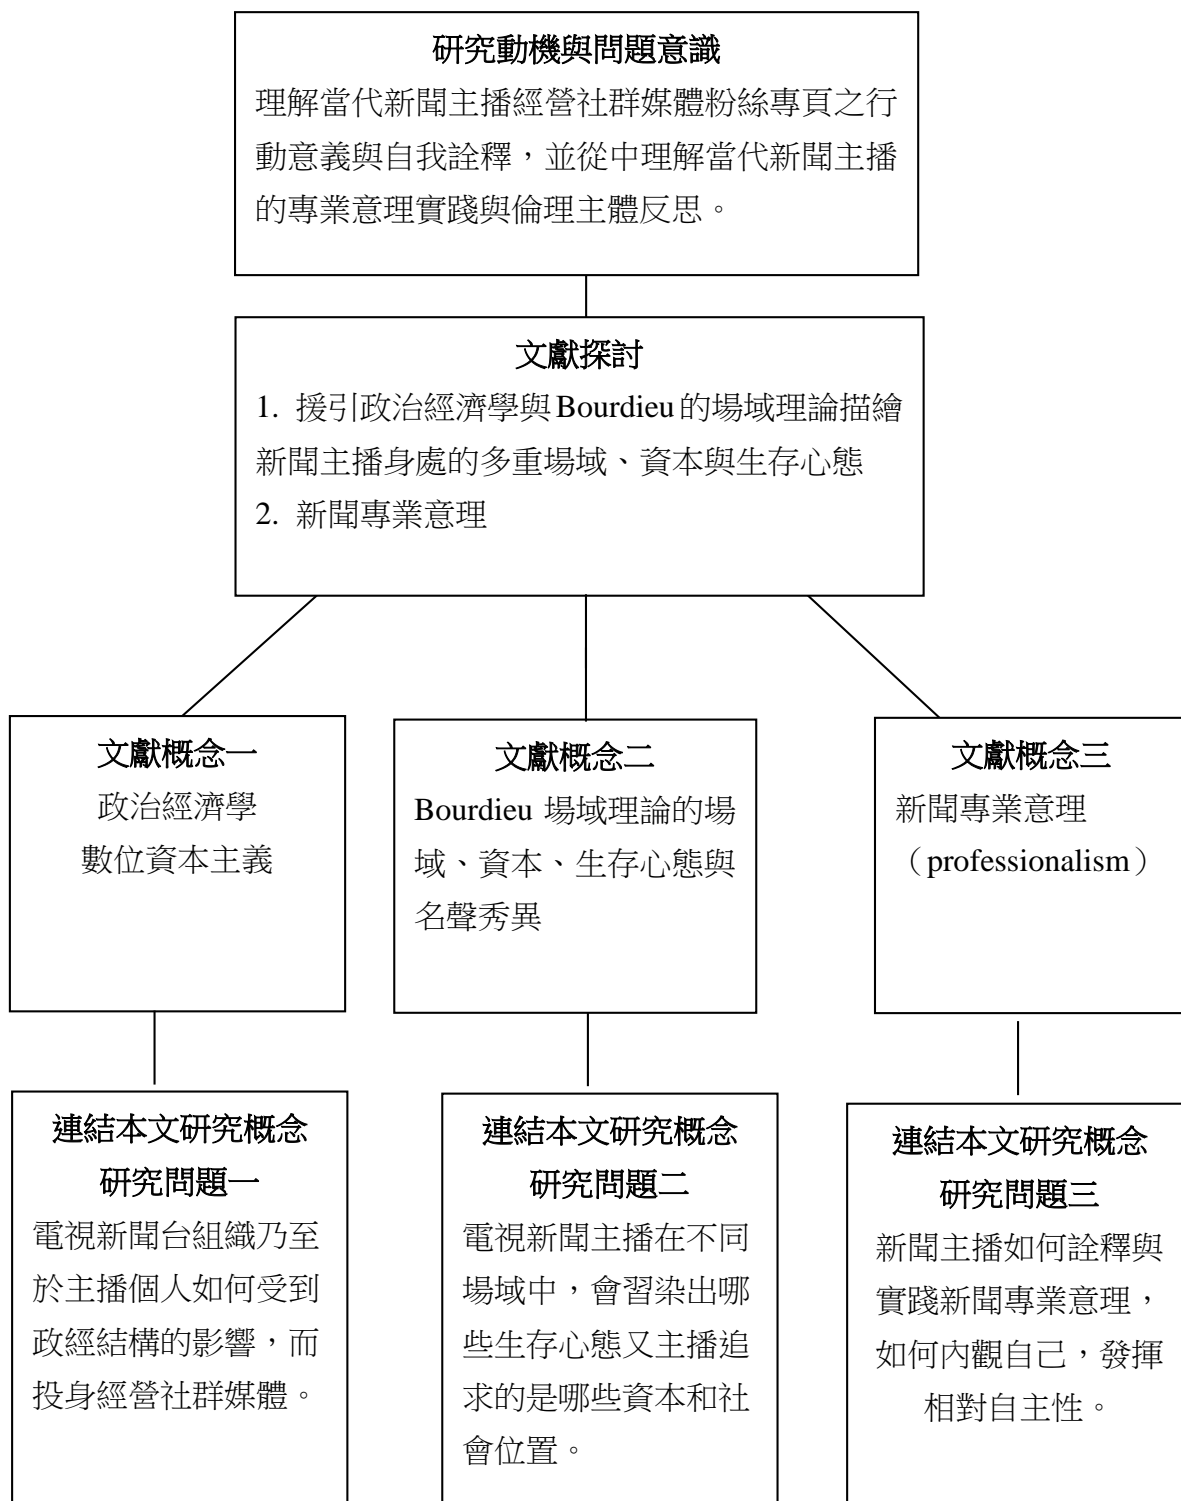 研究動機與問題意識
理解當代新聞主播經營社群媒體粉絲專頁之行
動意義與自我詮釋，並從中理解當代新聞主播
的專業意理實踐與倫理主體反思。
文獻探討
1. 援引政治經濟學與Bourdieu的場域理論描繪
新聞主播身處的多重場域、資本與生存心態
2. 新聞專業意理
文獻概念一
政治經濟學
數位資本主義
文獻概念二
Bourdieu 場域理論的場
域、資本、生存心態與
名聲秀異
文獻概念三
新聞專業意理
（professionalism）
連結本文研究概念
研究問題一
電視新聞台組織乃至
於主播個人如何受到
政經結構的影響，而
投身經營社群媒體。
連結本文研究概念
研究問題二
電視新聞主播在不同
場域中，會習染出哪
些生存心態又主播追
求的是哪些資本和社
會位置。
連結本文研究概念
研究問題三
新聞主播如何詮釋與
實踐新聞專業意理，
如何內觀自己，發揮
相對自主性。